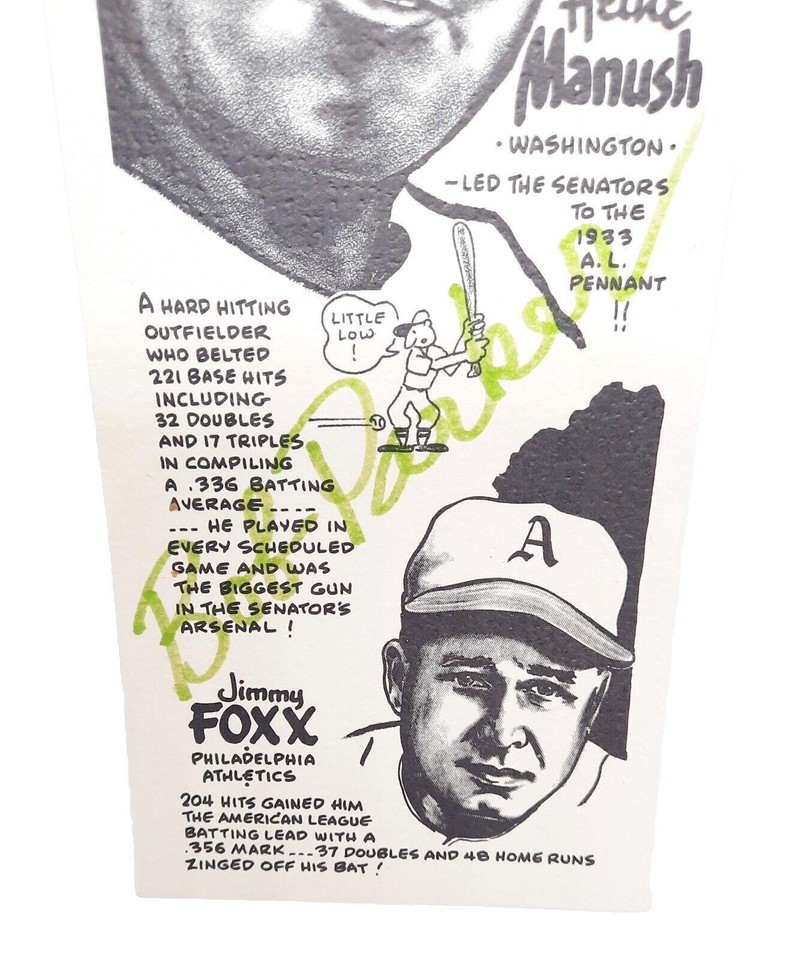 Heinie
Manush
• WASHINGTON •
-LED THE SENATORS
TO THE
1933
A.L.
PENNANT
!!
A HARD HITTING
OUTFIELDER
WHO BELTED
221 BASE HITS
INCLUDING
32 DOUBLES
AND 17 TRIPLES
IN COMPILING
A .336 BATTING
AVERAGE ----
--- HE PLAYED IN
EVERY SCHEDULED
GAME AND WAS
THE BIGGEST GUN
IN THE SENATOR'S
ARSENAL !
LITTLE
LOW
!
Bob Parker
A
Jimmy
FOXX
PHILADELPHIA
ATHLETICS
204 HITS GAINED HIM
THE AMERICAN LEAGUE
BATTING LEAD WITH A
.356 MARK---37 DOUBLES AND 48 HOME RUNS
ZINGED OFF HIS BAT !